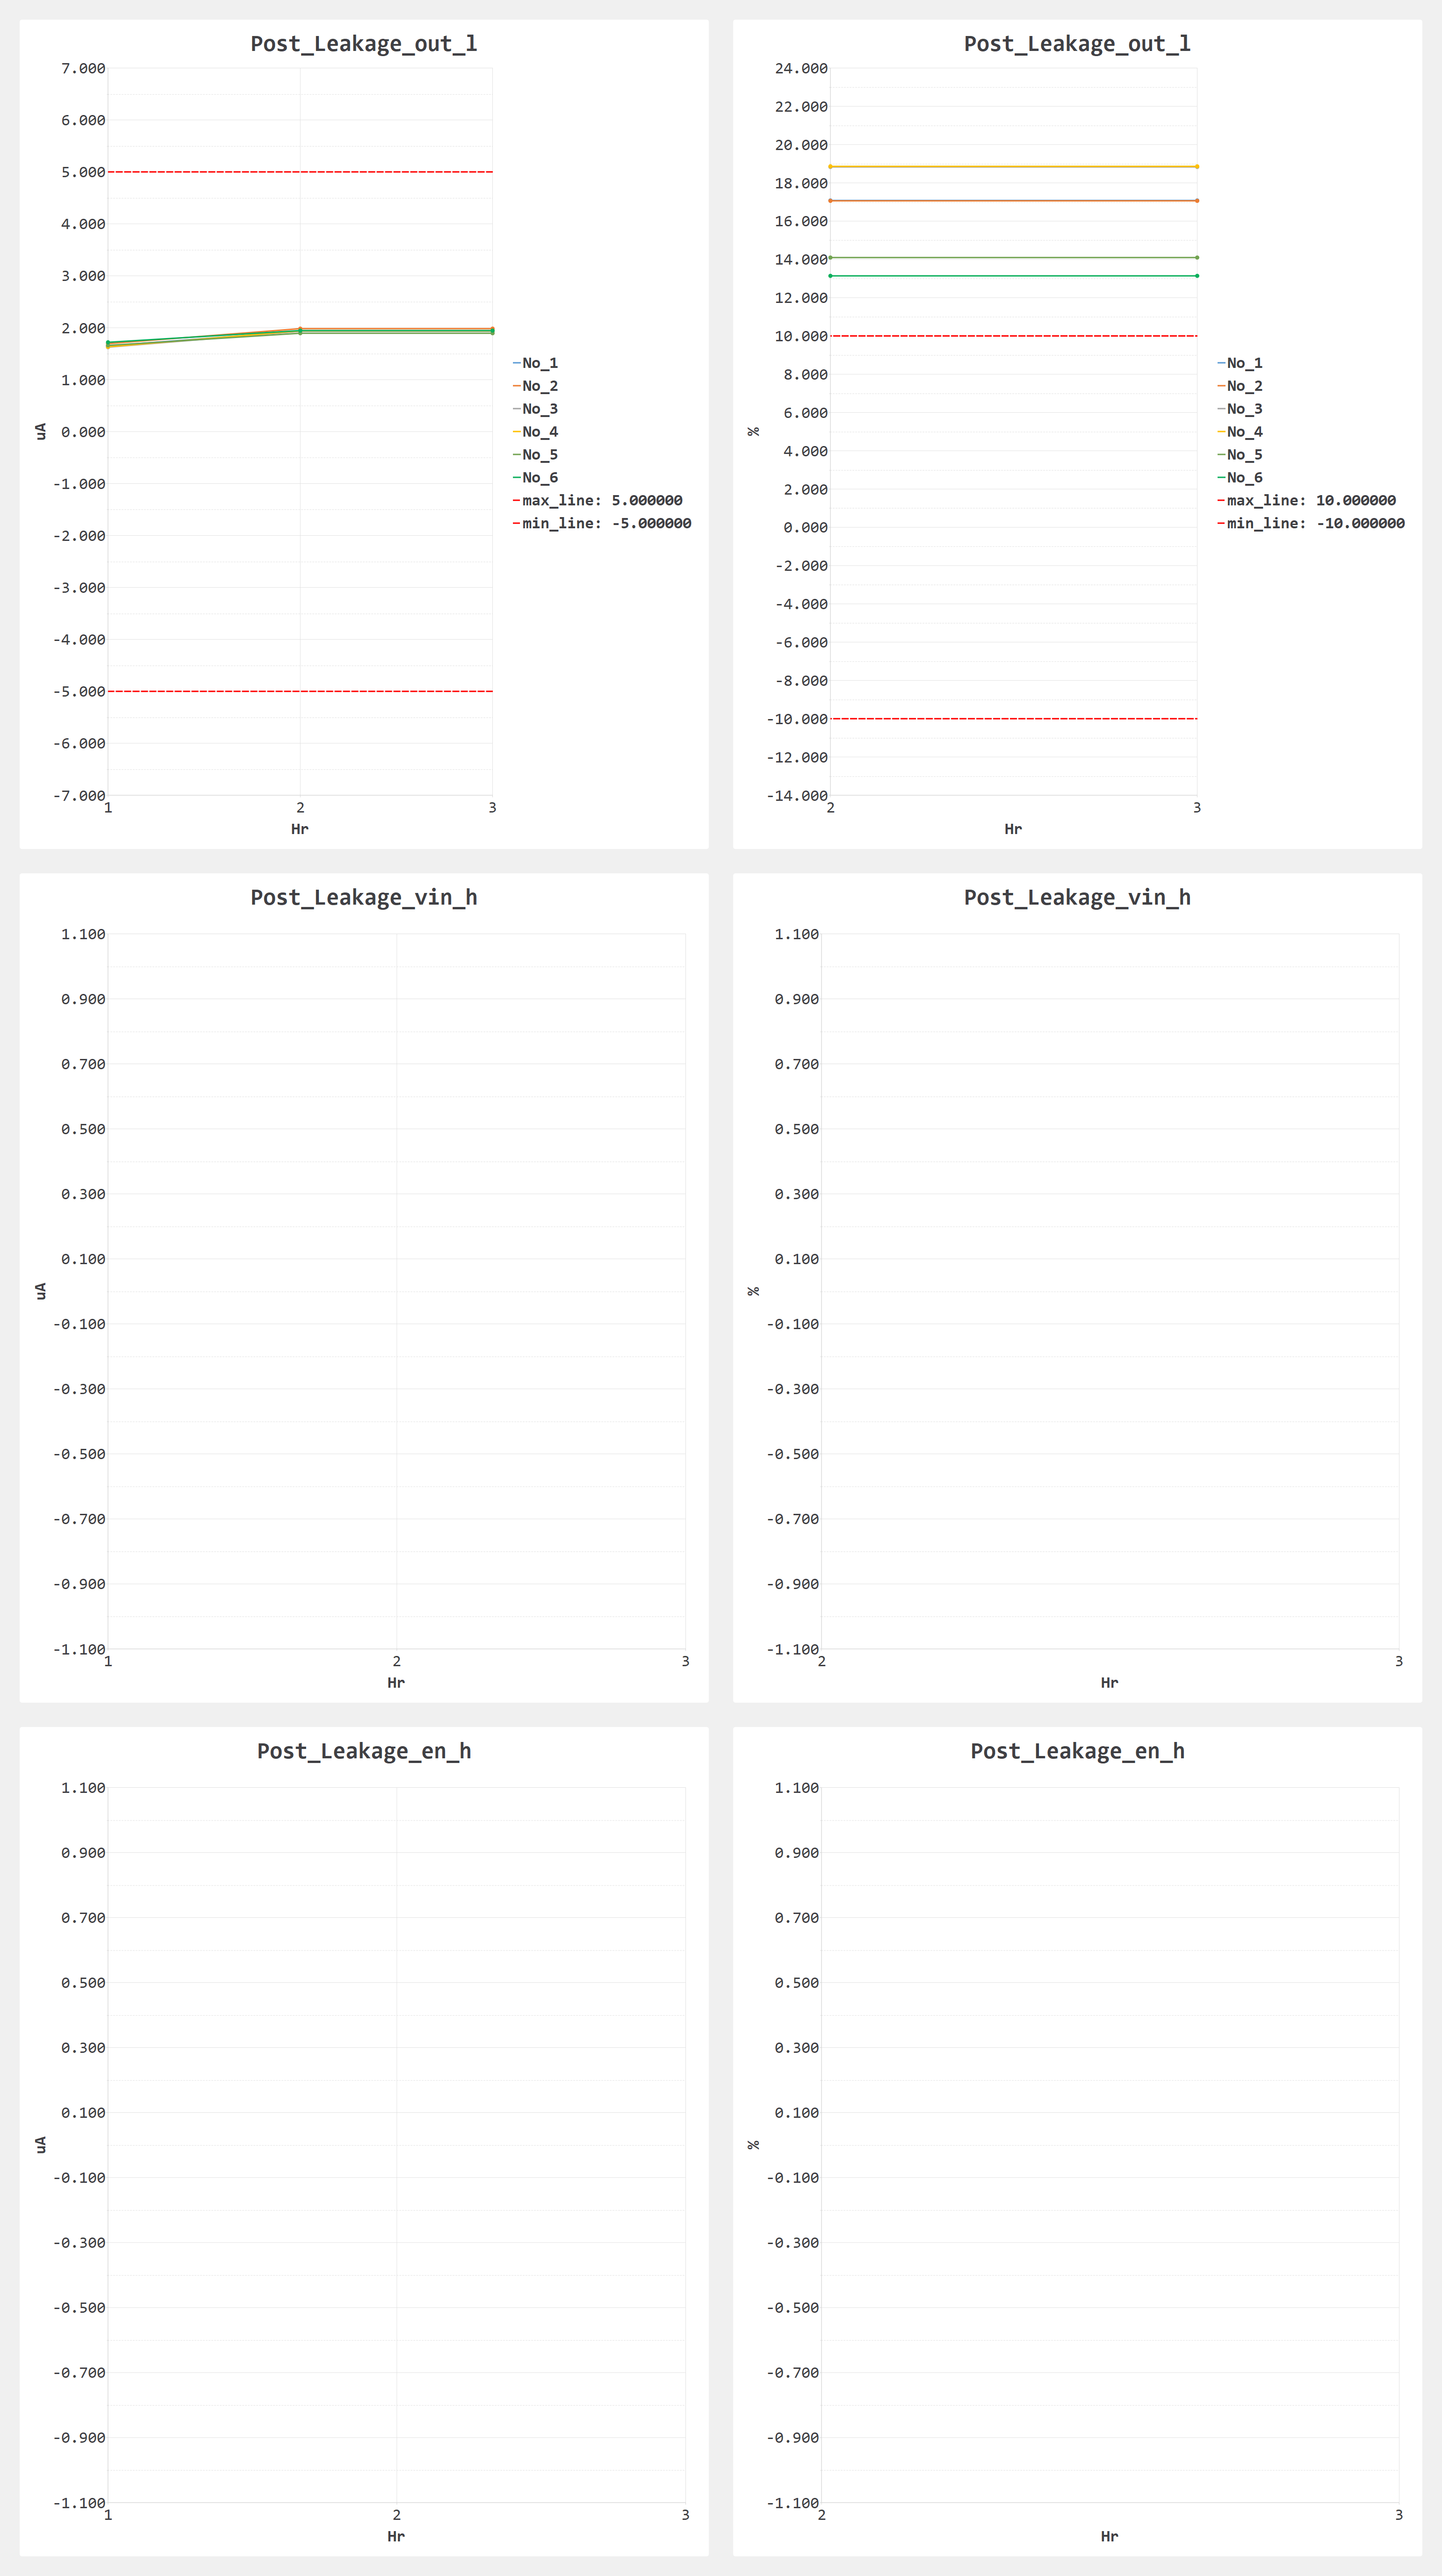 Post_Leakage_out_l
7.000
6.000
5.000
4.000
3.000
2.000
1.000
0.000
-1.000
-2.000
-3.000
-4.000
-5.000
-6.000
-7.000
uA
1 2 3
Hr
No_1
No_2
No_3
No_4
No_5
No_6
max_line: 5.000000
min_line: -5.000000
Post_Leakage_out_l
24.000
22.000
20.000
18.000
16.000
14.000
12.000
10.000
8.000
6.000
4.000
2.000
0.000
-2.000
-4.000
-6.000
-8.000
-10.000
-12.000
-14.000
%
2 3
Hr
No_1
No_2
No_3
No_4
No_5
No_6
max_line: 10.000000
min_line: -10.000000
Post_Leakage_vin_h
1.100
0.900
0.700
0.500
0.300
0.100
-0.100
-0.300
-0.500
-0.700
-0.900
-1.100
uA
1 2 3
Hr
Post_Leakage_vin_h
1.100
0.900
0.700
0.500
0.300
0.100
-0.100
-0.300
-0.500
-0.700
-0.900
-1.100
%
2 3
Hr
Post_Leakage_en_h
1.100
0.900
0.700
0.500
0.300
0.100
-0.100
-0.300
-0.500
-0.700
-0.900
-1.100
uA
1 2 3
Hr
Post_Leakage_en_h
1.100
0.900
0.700
0.500
0.300
0.100
-0.100
-0.300
-0.500
-0.700
-0.900
-1.100
%
2 3
Hr